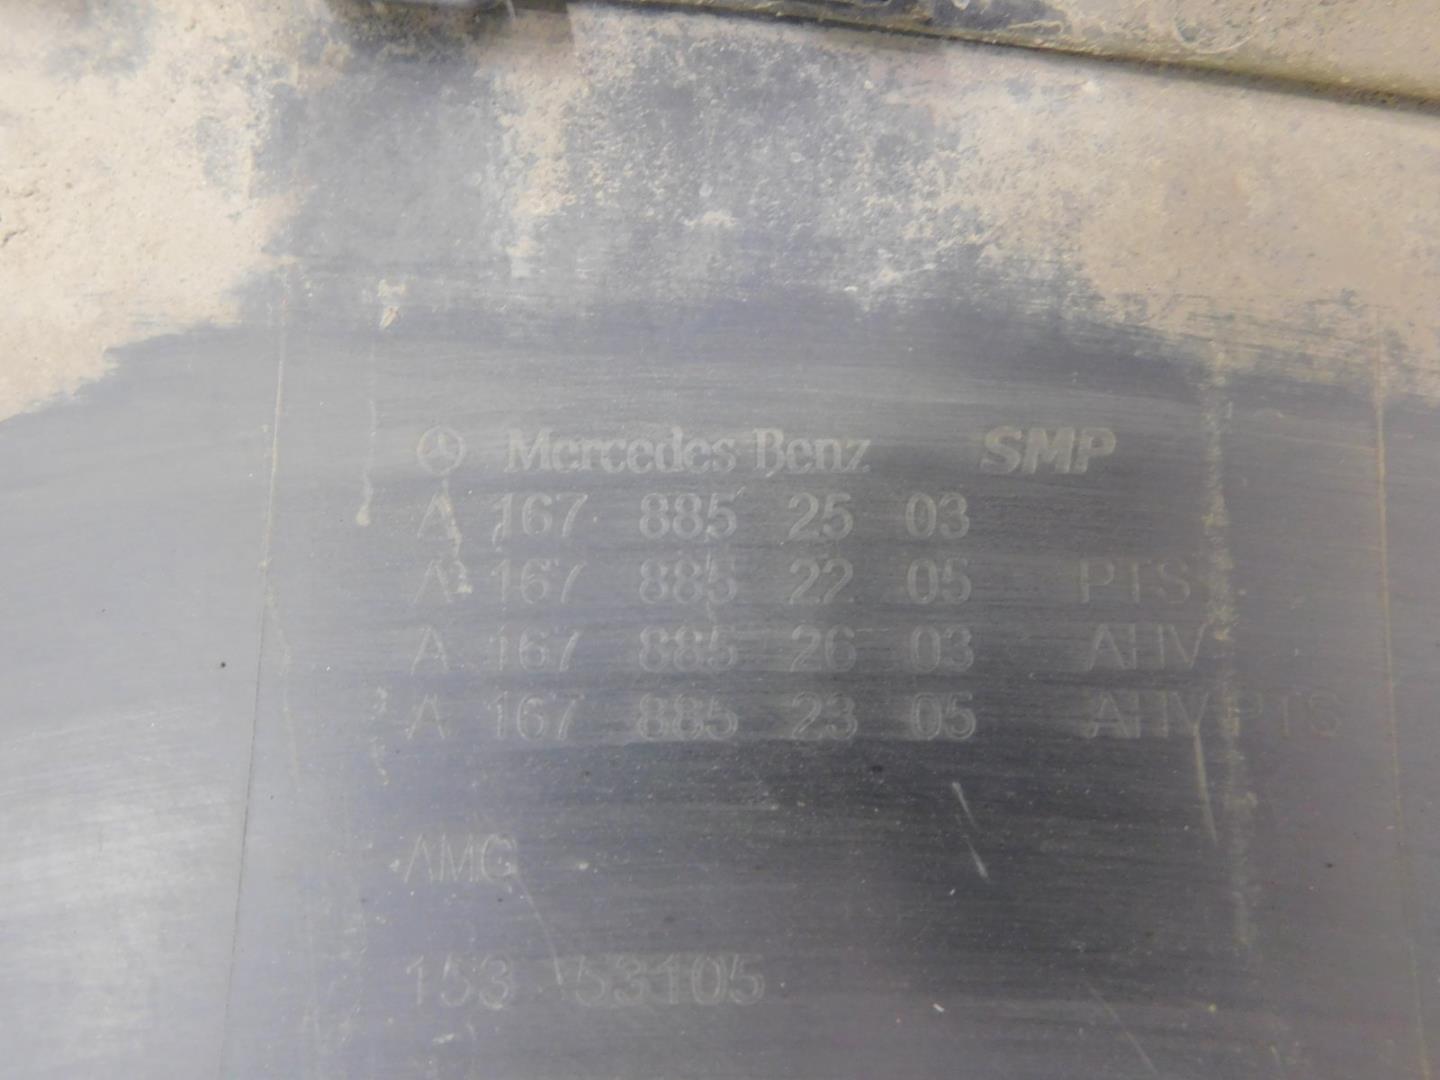 Mercedes Benz SMP
A 167 885 25 03
A 167 885 22 05 PTS
A 167 885 26 03 AHV
A 167 885 23 05 AHV PTS
AMG
153 53105